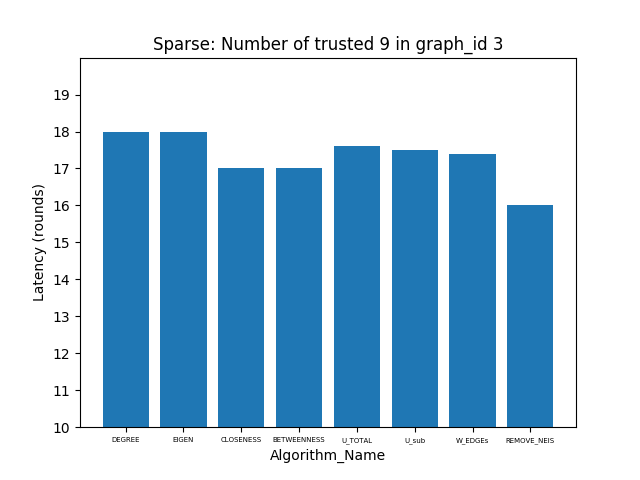 Sparse: Number of trusted 9 in graph_id 3
Latency (rounds)
19
18
17
16
15
14
13
12
11
10
DEGREE EIGEN CLOSENESS BETWEENNESS U_TOTAL U_sub W_EDGEs REMOVE_NEIS
Algorithm_Name